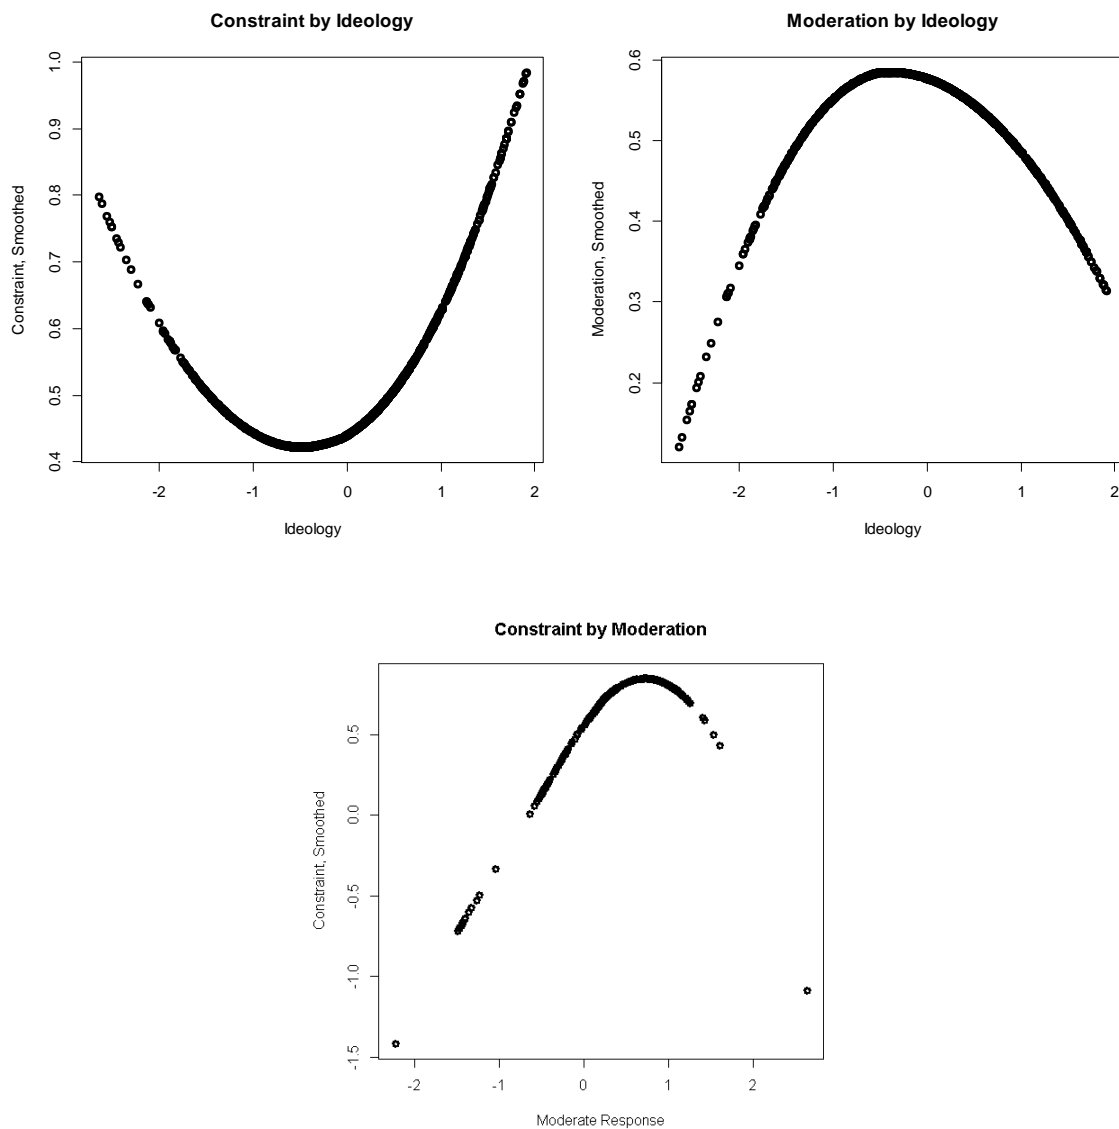 Constraint by Ideology
Constraint, Smoothed
1.0
0.9
0.8
0.7
0.6
0.5
0.4
-2 -1 0 1 2
Ideology
Moderation by Ideology
Moderation, Smoothed
0.6
0.5
0.4
0.3
0.2
-2 -1 0 1 2
Ideology
Constraint by Moderation
Constraint, Smoothed
0.5
0.0
-0.5
-1.0
-1.5
-2 -1 0 1 2
Moderate Response